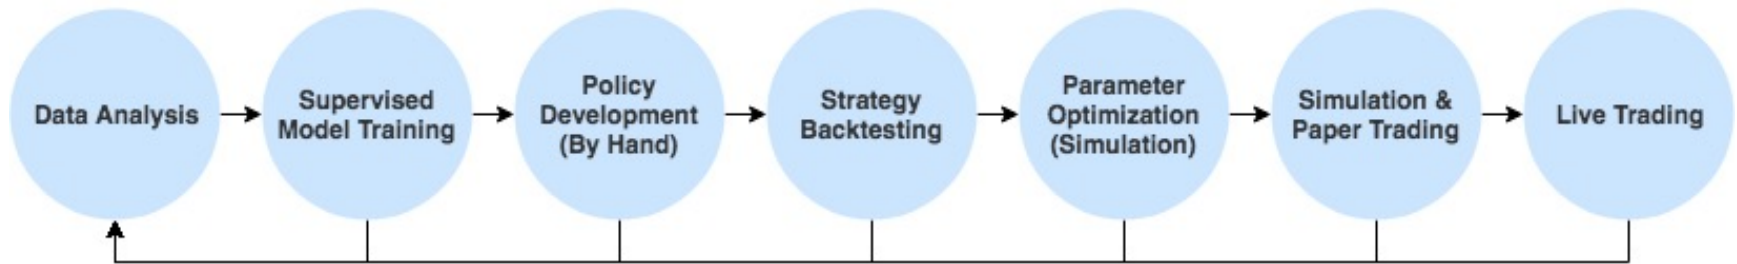 Data Analysis
Supervised
Model Training
Policy
Development
(By Hand)
Strategy
Backtesting
Parameter
Optimization
(Simulation)
Simulation &
Paper Trading
Live Trading